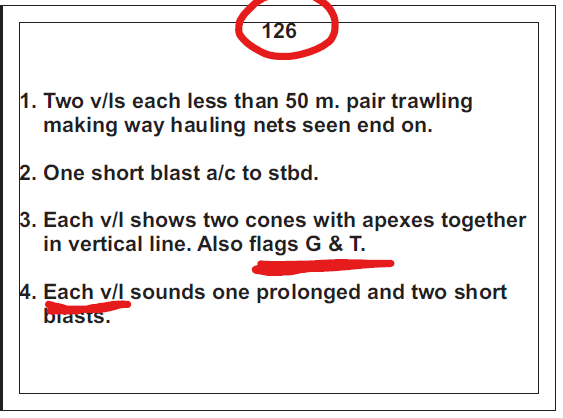 126
1. Two v/ls each less than 50 m. pair trawling
making way hauling nets seen end on.
2. One short blast a/c to stbd.
3. Each v/l shows two cones with apexes together
in vertical line. Also flags G & T.
4. Each v/l sounds one prolonged and two short
blasts.